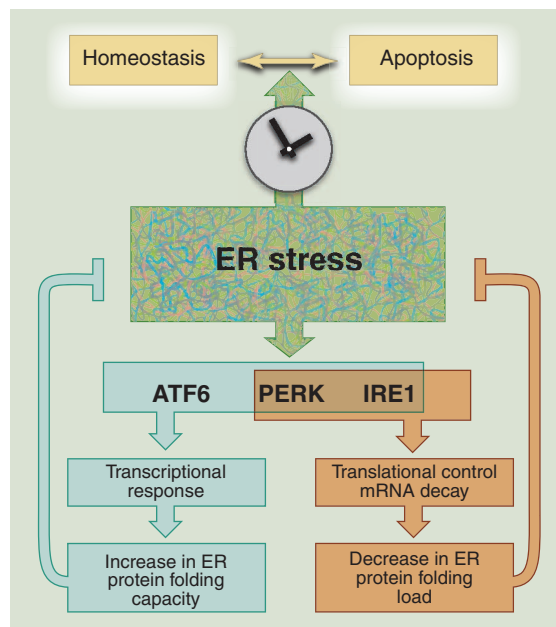 Homeostasis
Apoptosis
ER stress
ATF6
PERK
IRE1
Transcriptional
response
Translational control
mRNA decay
Increase in ER
protein folding
capacity
Decrease in ER
protein folding
load